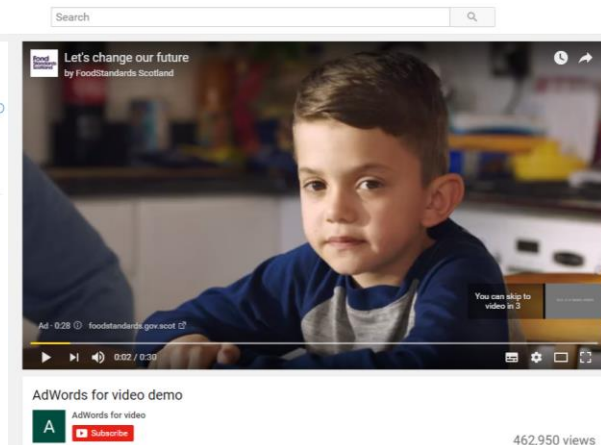 Search
Food
Standards
Scotland
Let's change our future
by FoodStandards Scotland
You can skip to
video in 3
Ad · 0:28 foodstandards.gov.scot
0:02 / 0:30
AdWords for video demo
A
AdWords for video
Subscribe
462,950 views